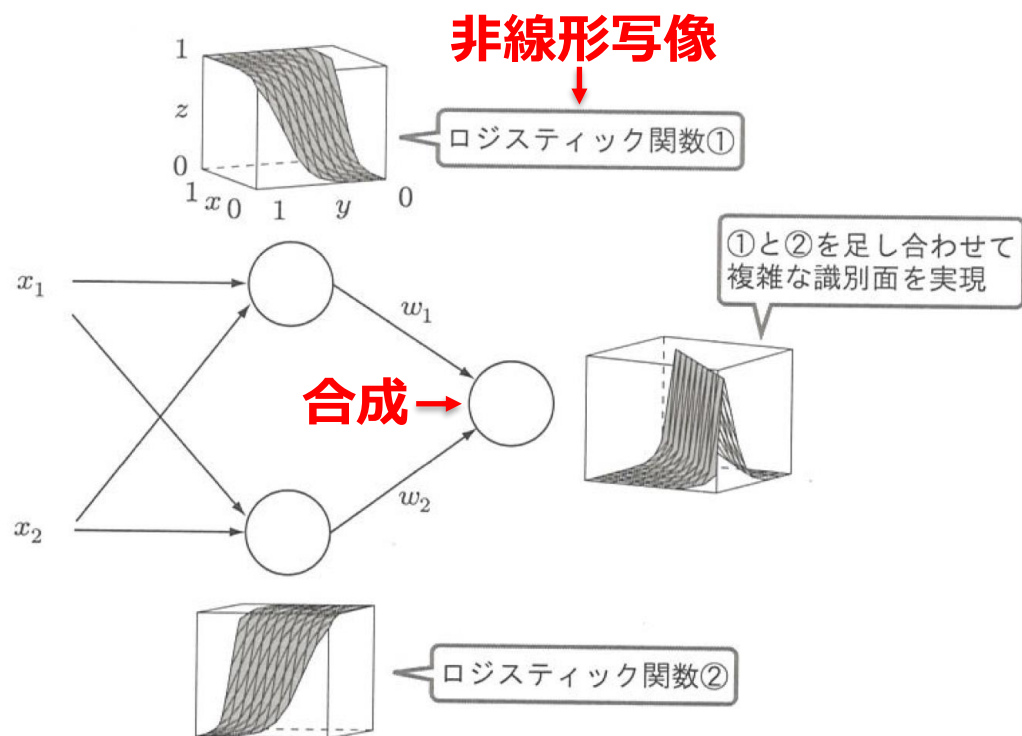 非線形写像
1
z
0
1
x
0
1
y
0
ロジスティック関数①
①と②を足し合わせて
複雑な識別面を実現
x₁
w₁
合成
w₂
x₂
ロジスティック関数②